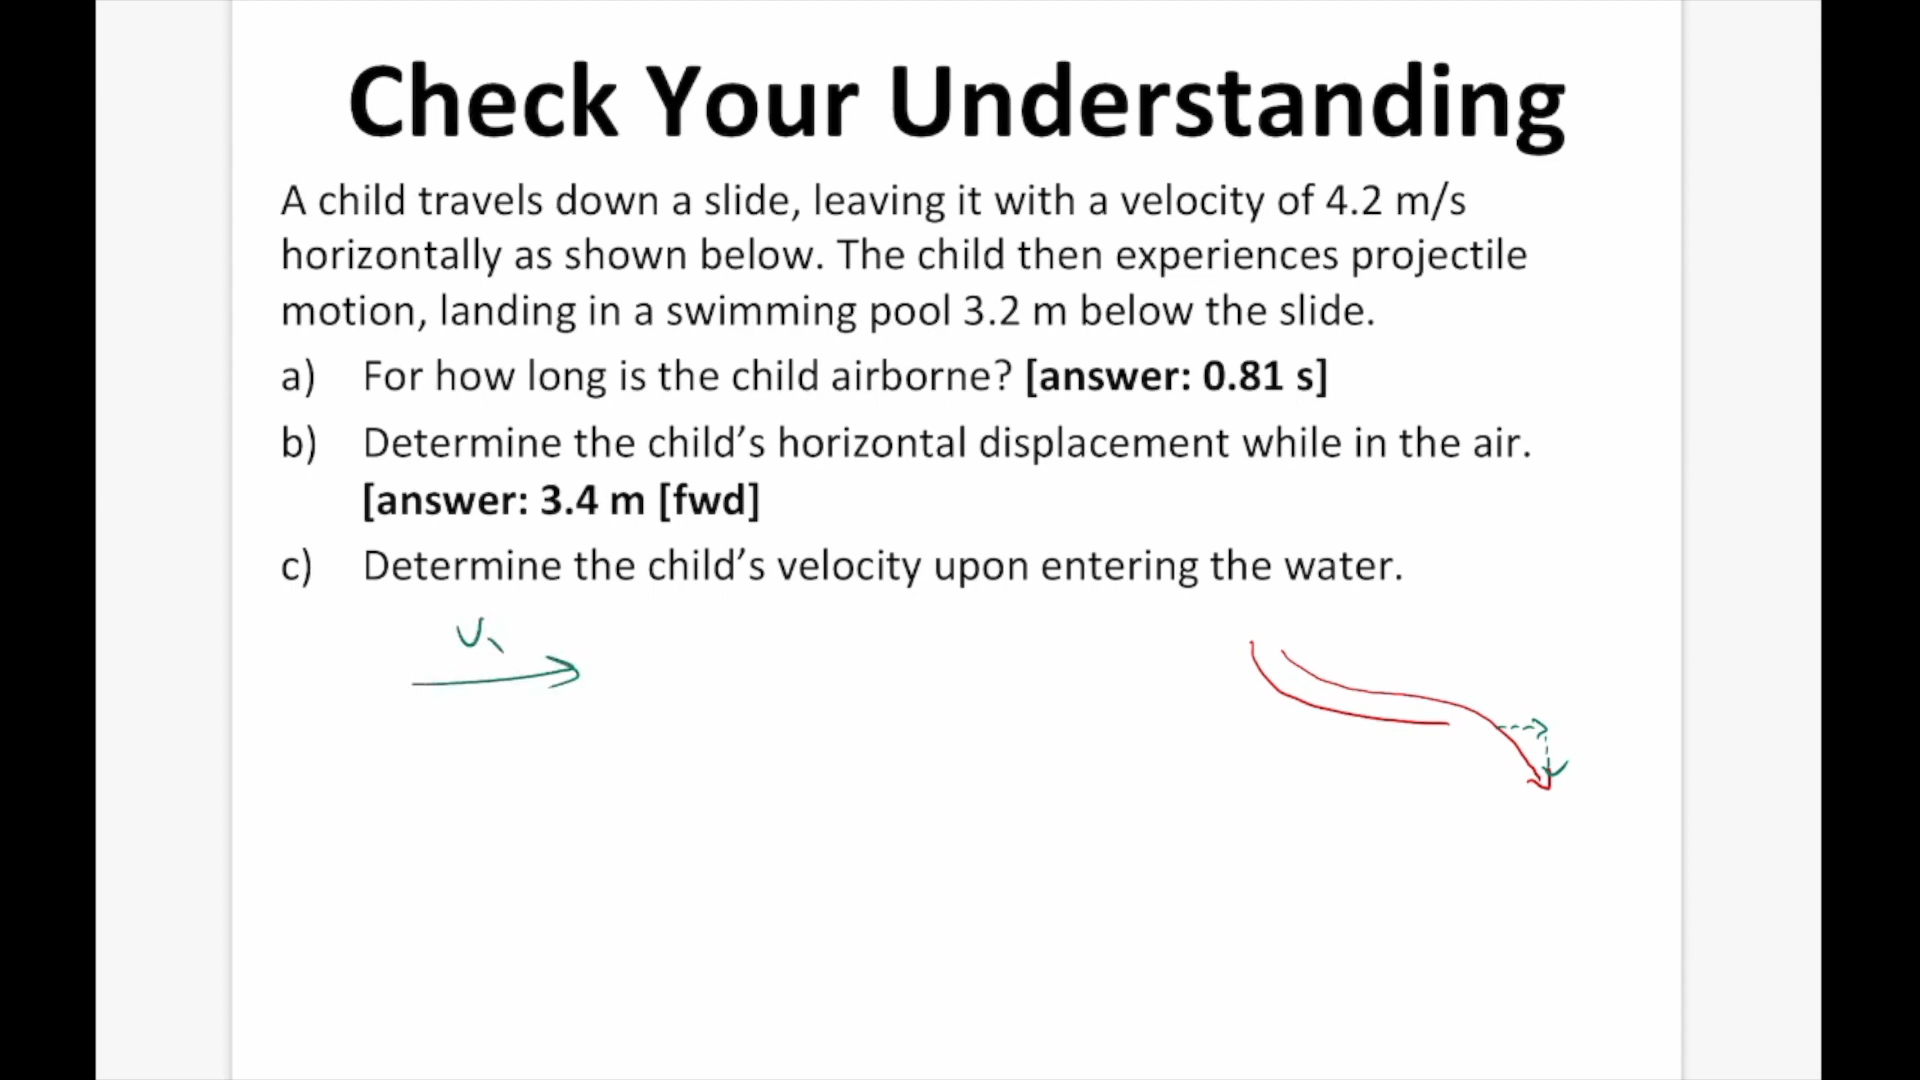 Check Your Understanding
A child travels down a slide, leaving it with a velocity of 4.2 m/s
horizontally as shown below. The child then experiences projectile
motion, landing in a swimming pool 3.2 m below the slide.
a) For how long is the child airborne? [answer: 0.81 s]
b) Determine the child’s horizontal displacement while in the air.
[answer: 3.4 m [fwd]
c) Determine the child’s velocity upon entering the water.